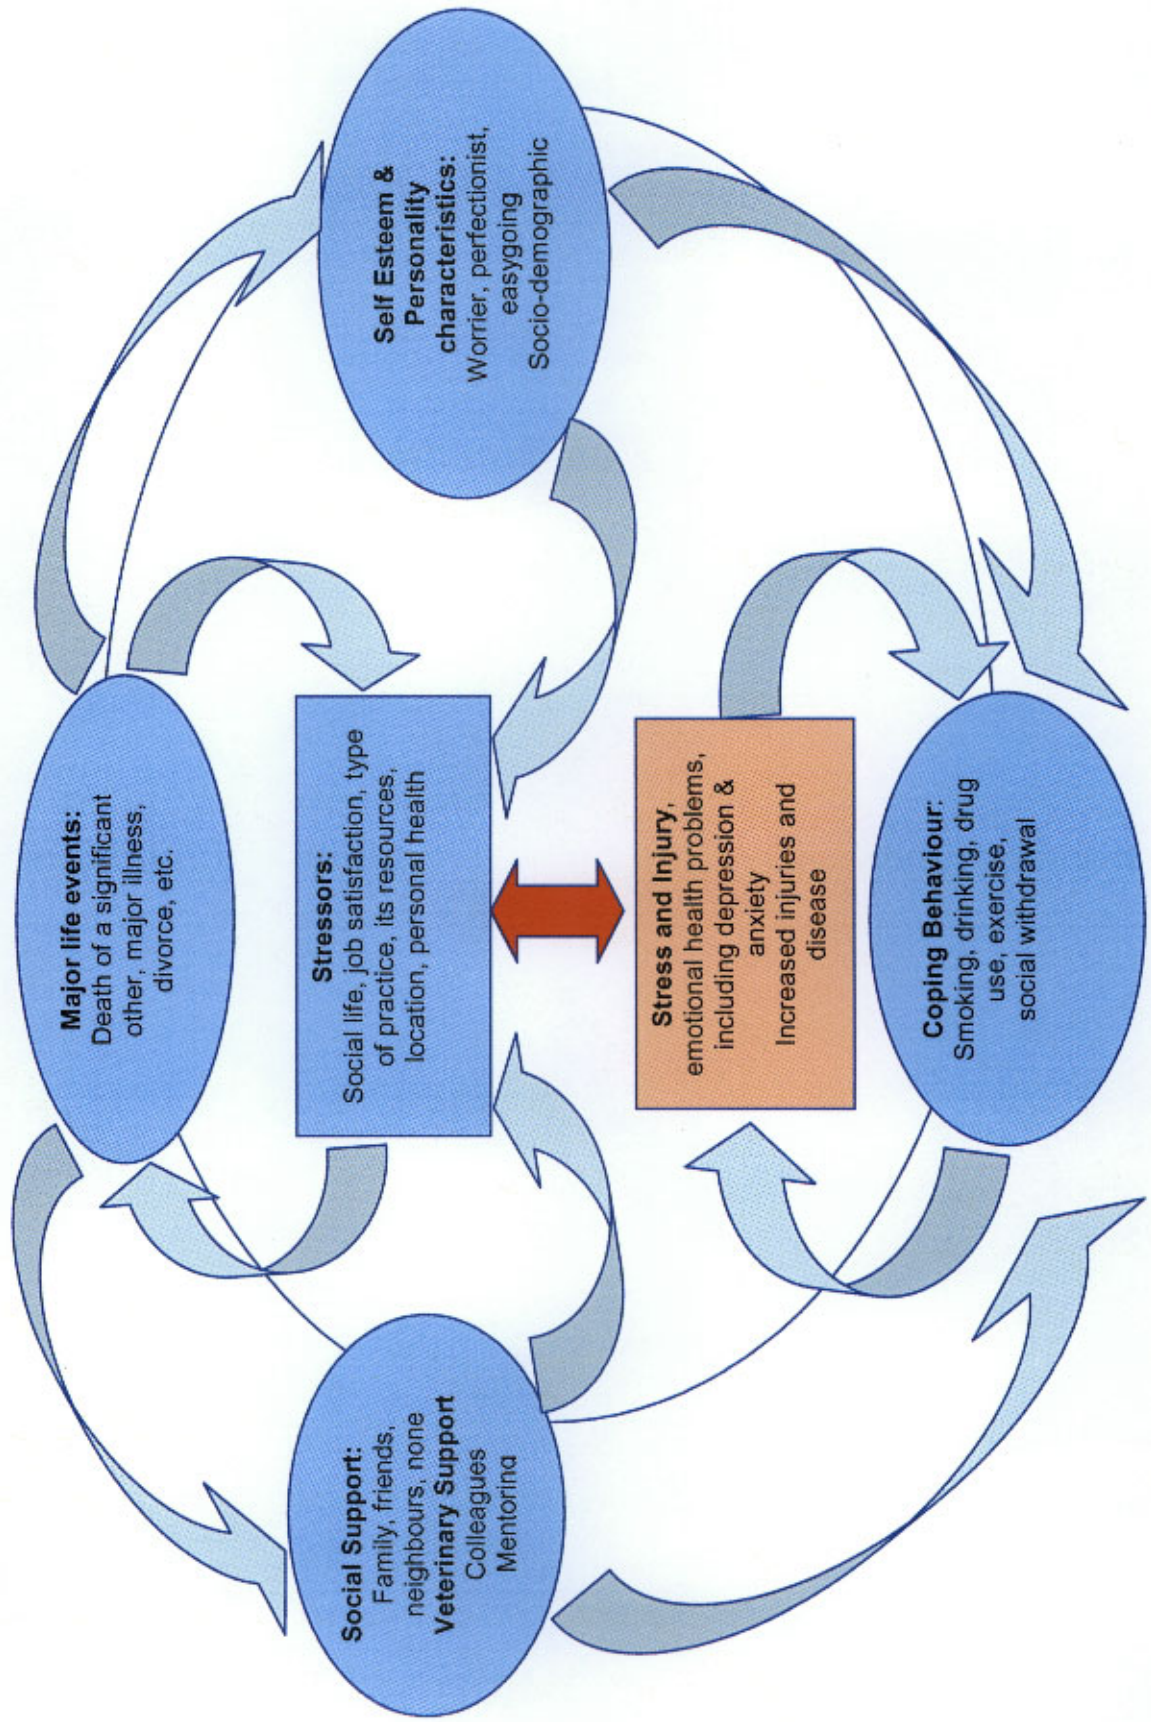 Major life events:
Death of a significant
other, major illness,
divorce, etc.
Social Support:
Family, friends,
neighbours, none
Veterinary Support
Colleagues
Mentoring
Stressors:
Social life, job satisfaction, type
of practice, its resources,
location, personal health
Self Esteem &
Personality
characteristics:
Worrier, perfectionist,
easygoing
Socio-demographic
Stress and Injury,
emotional health problems,
including depression &
anxiety
Increased injuries and
disease
Coping Behaviour:
Smoking, drinking, drug
use, exercise,
social withdrawal